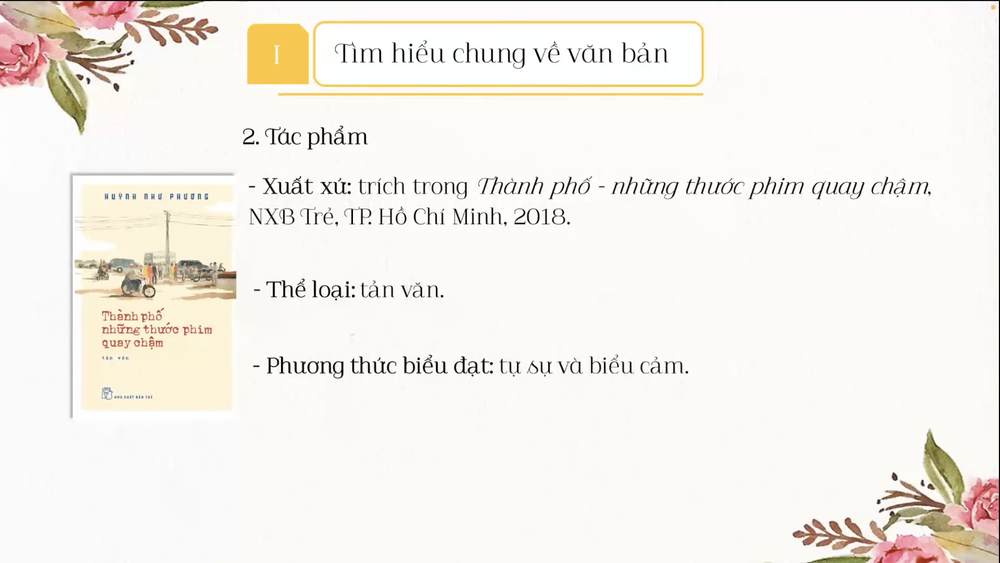 I
Tìm hiểu chung về văn bản
2. Tác phẩm
- Xuất xứ: trích trong Thành phố - những thước phim quay chậm,
NXB Trẻ, TP. Hồ Chí Minh, 2018.
- Thể loại: tản văn.
- Phương thức biểu đạt: tự sự và biểu cảm.
HUỲNH NHƯ PHƯƠNG
Thành phố
những thước phim
quay chậm
tản văn
NHÀ XUẤT BẢN TRẺ